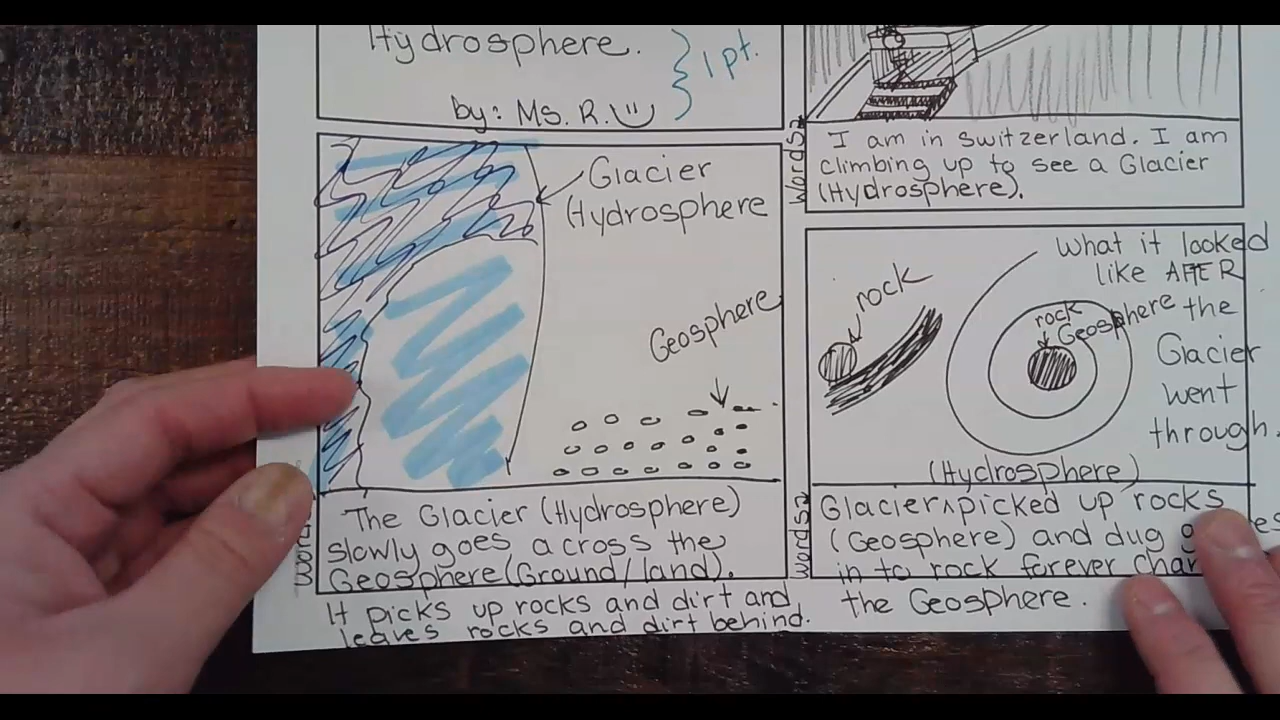 Hydrosphere.
1pt.
by: Ms. R.
words
I am in Switzerland. I am
climbing up to see a Glacier
(Hydrosphere).
Glacier
Hydrosphere
Geosphere
The Glacier (Hydrosphere)
slowly goes across the
Geosphere (Ground/land).
It picks up rocks and dirt and
leaves rocks and dirt behind.
rock
What it looked
like AFTER
the
Glacier
went
through.
rock
Geosphere
words
(Hydrosphere)
Glacier ^ picked up rocks
(Geosphere) and dug
in to rock forever
the Geosphere.